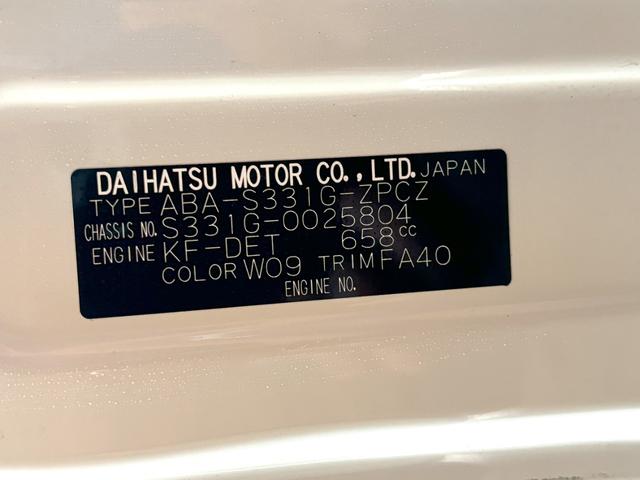 DAIHATSU MOTOR CO., LTD. JAPAN
TYPE ABA-S331G-ZPCZ
CHASSIS NO. S331G-0025804
ENGINE KF-DET 658cc
COLOR W09 TRIM FA40
ENGINE NO.